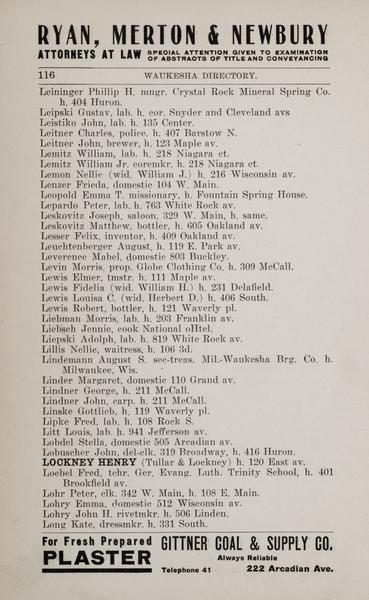 RYAN, MERTON & NEWBURY
ATTORNEYS AT LAW SPECIAL ATTENTION GIVEN TO EXAMINATION
OF ABSTRACTS OF TITLE AND CONVEYANCING
116 WAUKESHA DIRECTORY.
Leininger Phillip H. mngr. Crystal Rock Mineral Spring Co.
h. 404 Huron.
Leipski Gustav, lab. h. cor. Snyder and Cleveland avs
Leistiko John, lab. h. 135 Center.
Leitner Charles, police. h. 407 Barstow N.
Leitner John, brewer, h. 123 Maple av.
Lemitz William, lab. h. 218 Niagara ct.
Lemitz William Jr. coremkr. h. 218 Niagara ct.
Lemon Nellie (wid. William J.) h. 216 Wisconsin av.
Lenzer Frieda, domestic 104 W. Main.
Leopold Emma T. missionary, h. Fountain Spring House.
Lepardo Peter, lab. h. 763 White Rock av.
Leskovitz Joseph, saloon, 329 W. Main, h. same.
Leskovitz Matthew, bottler, h. 605 Oakland av.
Lesser Felix, inventor, h. 409 Oakland av.
Leuchtenberger August, h. 119 E. Park av.
Leverence Mabel, domestic 803 Buckley.
Levin Morris, prop. Globe Clothing Co. h. 309 McCall.
Lewis Elmer, tmstr. h. 111 Maple av.
Lewis Fidelia (wid. William H.) h. 231 Delafield.
Lewis Louisa C. (wid. Herbert D.) h. 406 South.
Lewis Robert, bottler, h. 121 Waverly pl.
Liebman Morris, lab. h. 203 Franklin av.
Liebsch Jennie, cook National oHtel.
Liepski Adolph, lab. h. 819 White Rock av.
Lillis Nellie, waitress, h. 106 3d.
Lindemann August S. sec-treas. Mil.-Waukesha Brg. Co. h.
Milwaukee, Wis.
Linder Margaret, domestic 110 Grand av.
Lindner George, h. 211 McCall.
Lindner John, carp. h. 211 McCall.
Linske Gottlieb, h. 119 Waverly pl.
Lipke Fred, lab. h. 108 Rock S.
Litt Louis, lab. h. 941 Jefferson av.
Lobdel Stella, domestic 505 Arcadian av.
Lobuscher John, del-clk. 319 Broadway, h. 416 Huron.
LOCKNEY HENRY (Tullar & Lockney) h. 120 East av.
Loebel Fred, tchr. Ger. Evang. Luth. Trinity School, h. 401
Brookfield av.
Lohr Peter, clk. 342 W. Main, h. 108 E. Main.
Lohry Emma, domestic 512 Wisconsin av.
Lohry John H. rivetmkr. h. 506 Linden.
Long Kate, dressmkr. h. 331 South.
For Fresh Prepared
PLASTER
GITTNER COAL & SUPPLY CO.
Always Reliable
Telephone 41 222 Arcadian Ave.